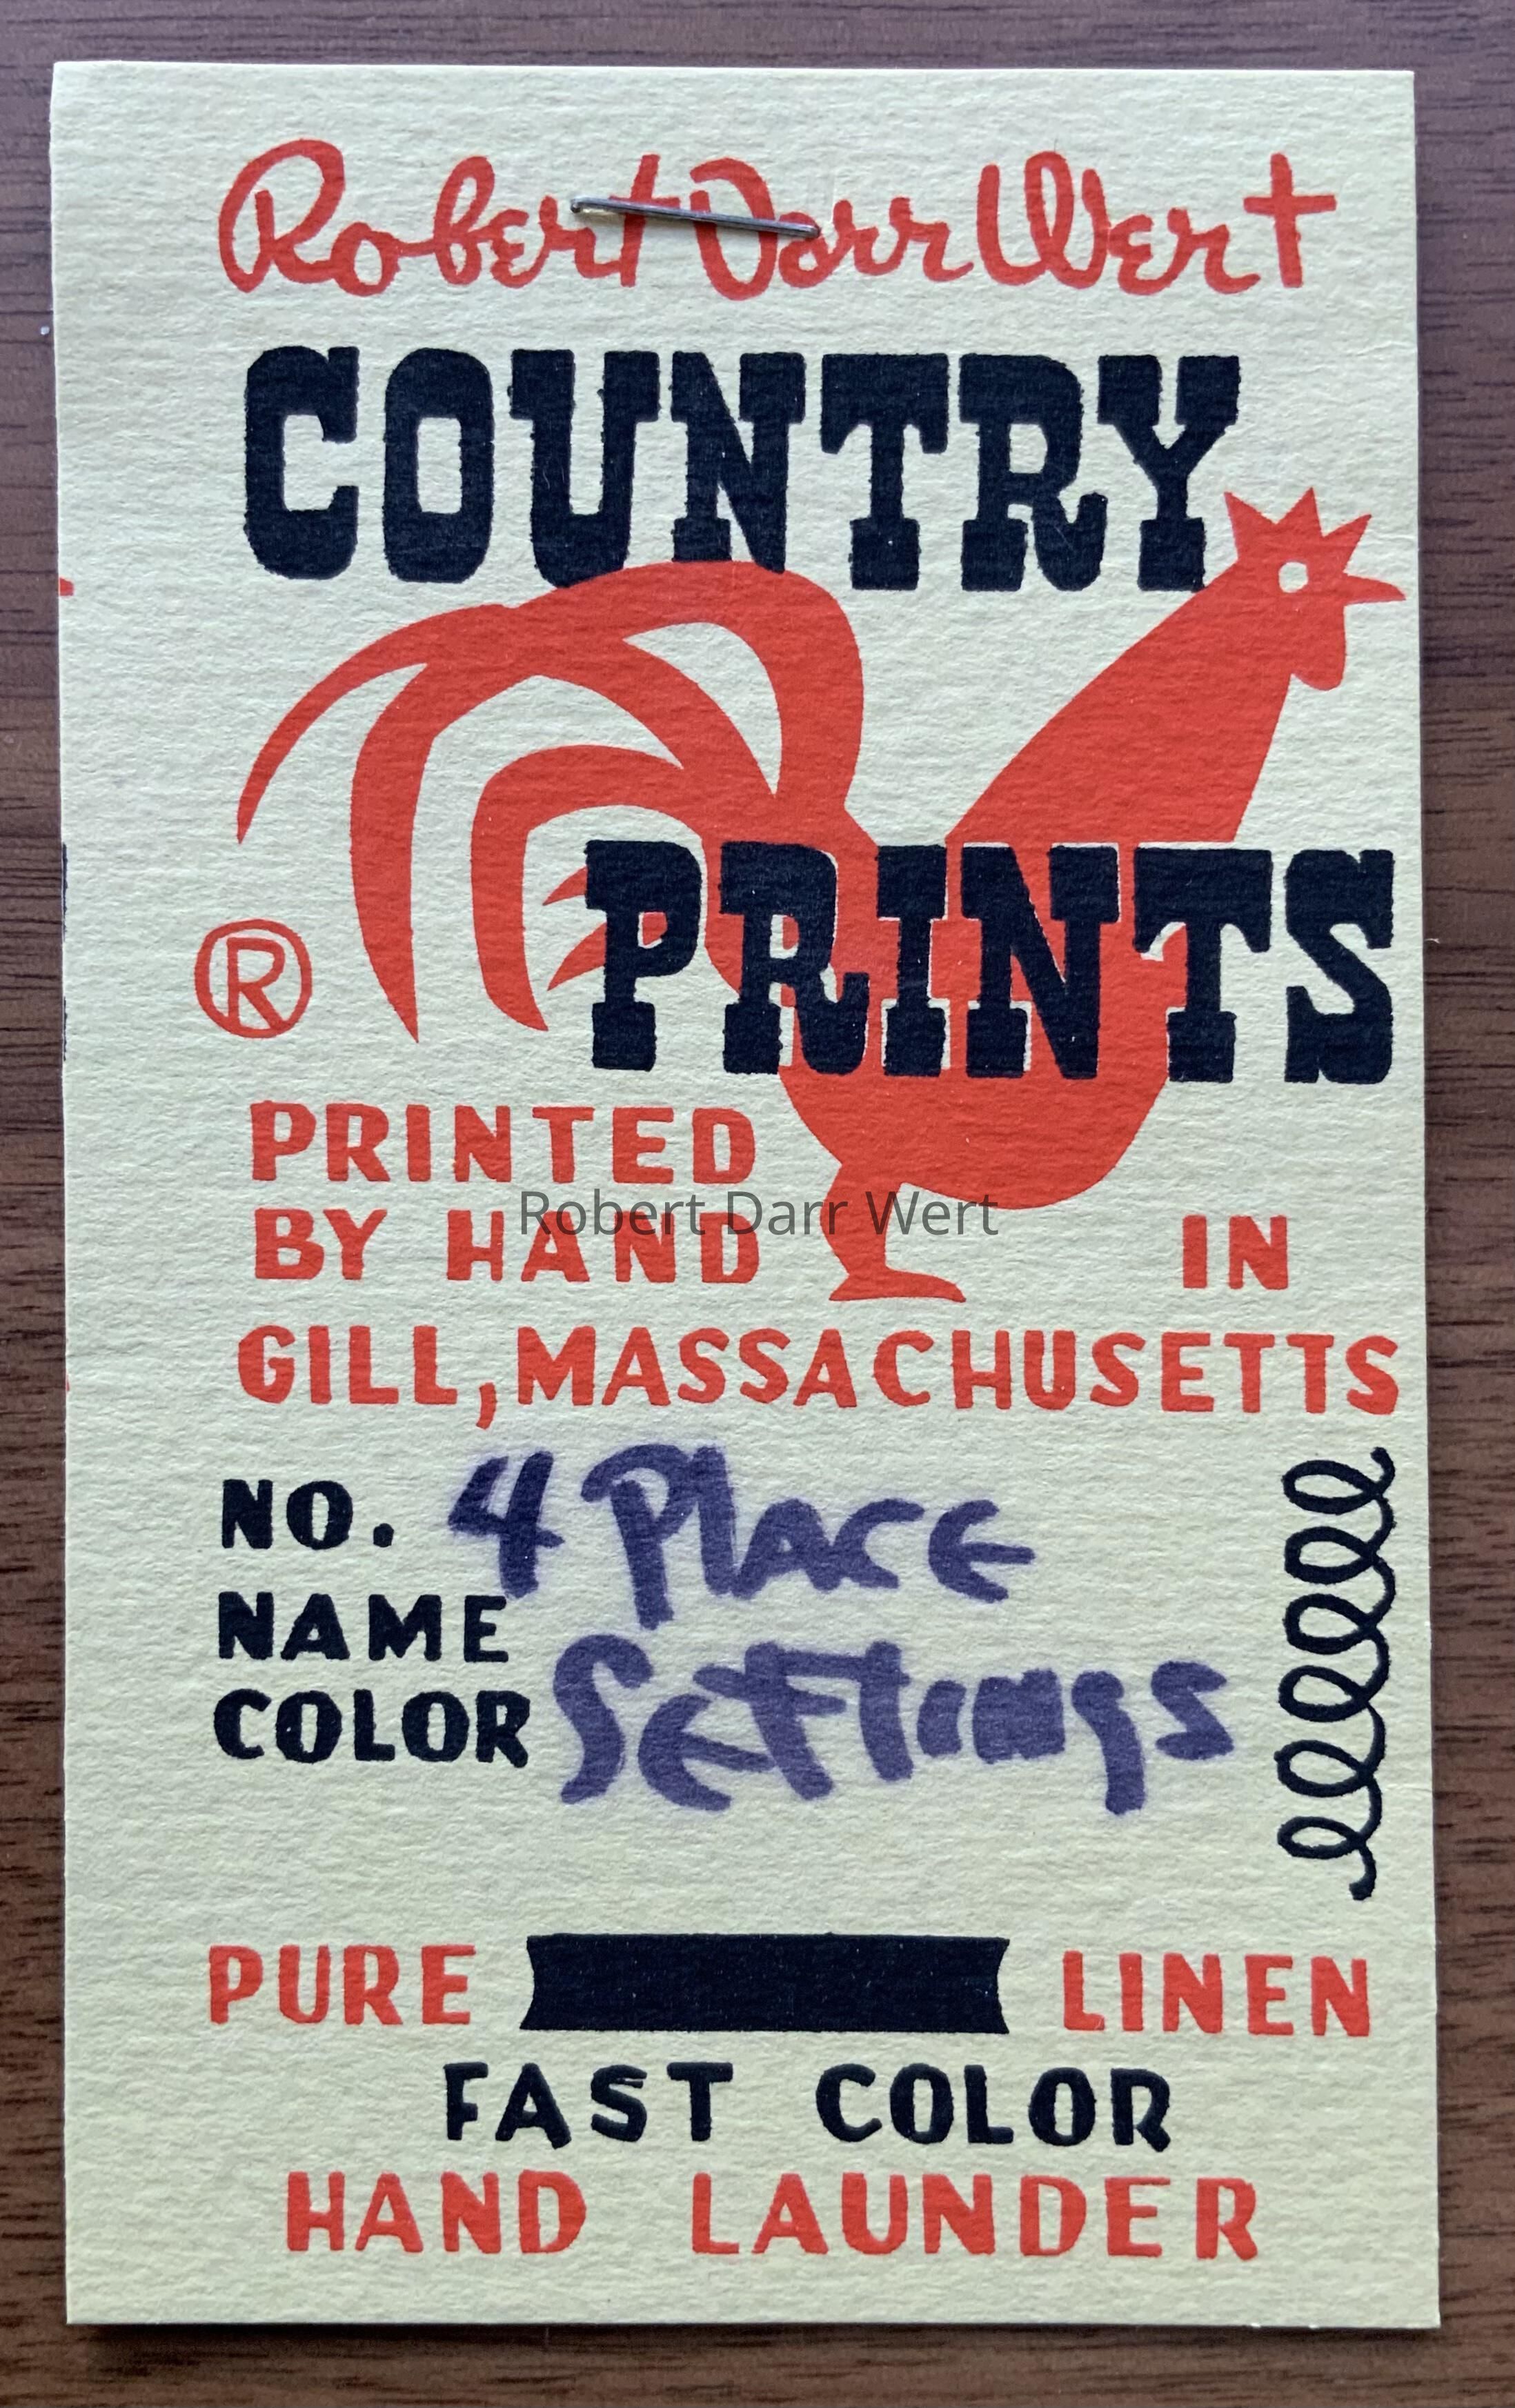 Robert Darr Wert
COUNTRY
PRINTS
®
PRINTED
BY HAND IN
Robert Darr Wert
GILL, MASSACHUSETTS
NO. 4 PlACE
NAME
COLOR SETTINgS
PURE LINEN
FAST COLOR
HAND LAUNDER